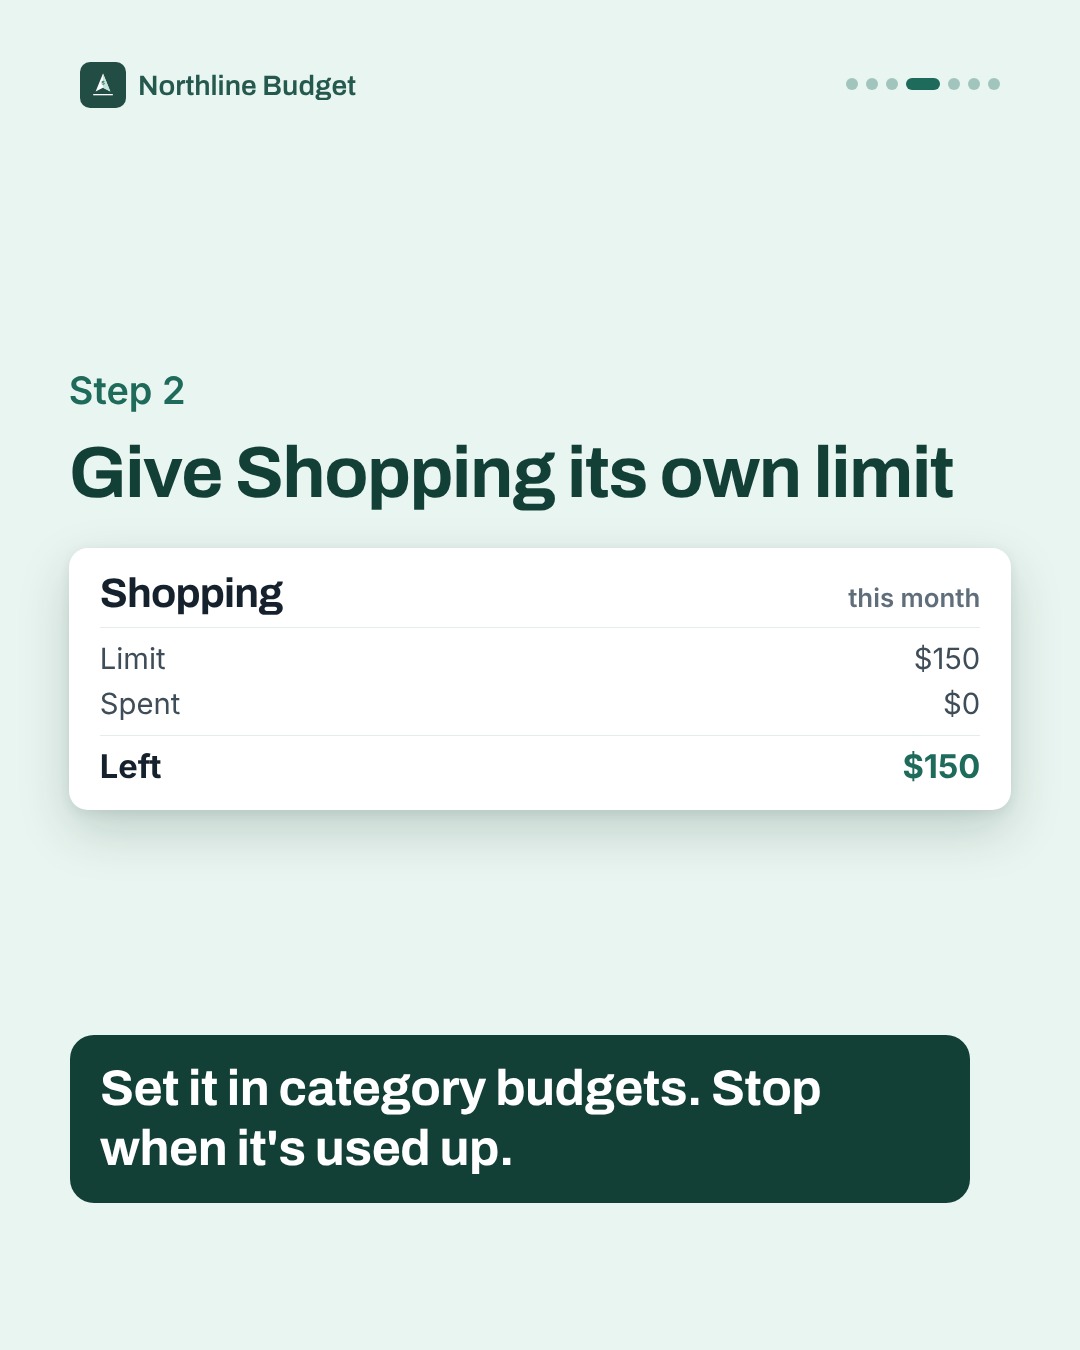 Northline Budget
Step 2
Give Shopping its own limit
Shopping this month
Limit $150
Spent $0
Left $150
Set it in category budgets. Stop
when it's used up.